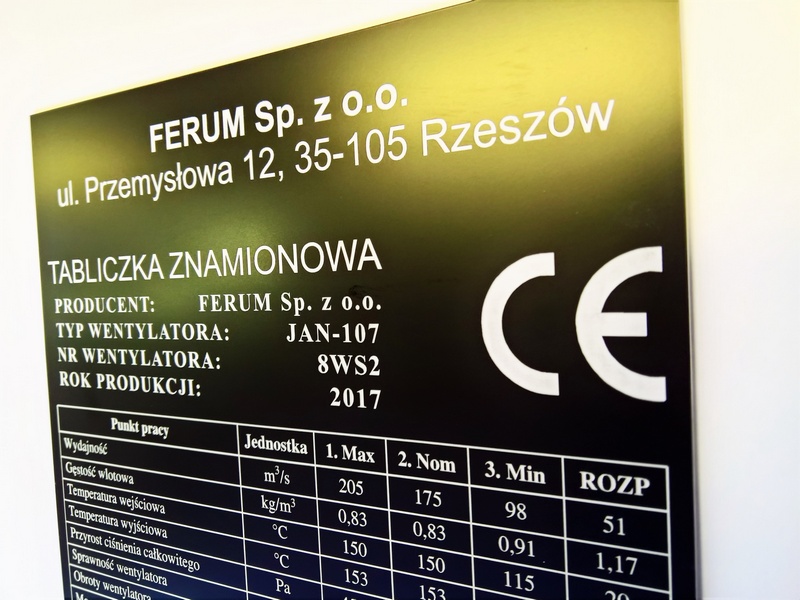 FERUM Sp. z o.o.
ul. Przemysłowa 12, 35-105 Rzeszów
TABLICZKA ZNAMIONOWA
PRODUCENT: FERUM Sp. z o.o.
TYP WENTYLATORA: JAN-107
NR WENTYLATORA: 8WS2
ROK PRODUKCJI: 2017
CE
Punkt pracy Jednostka 1. Max 2. Nom 3. Min ROZP
Wydajność m³/s 205 175 98 51
Gęstość wlotowa kg/m³ 0,83 0,83 0,91 1,17
Temperatura wejściowa °C 150 150 115 20
Temperatura wyjściowa °C 153 153
Przyrost ciśnienia całkowitego Pa
Sprawność wentylatora
Obroty wentylatora